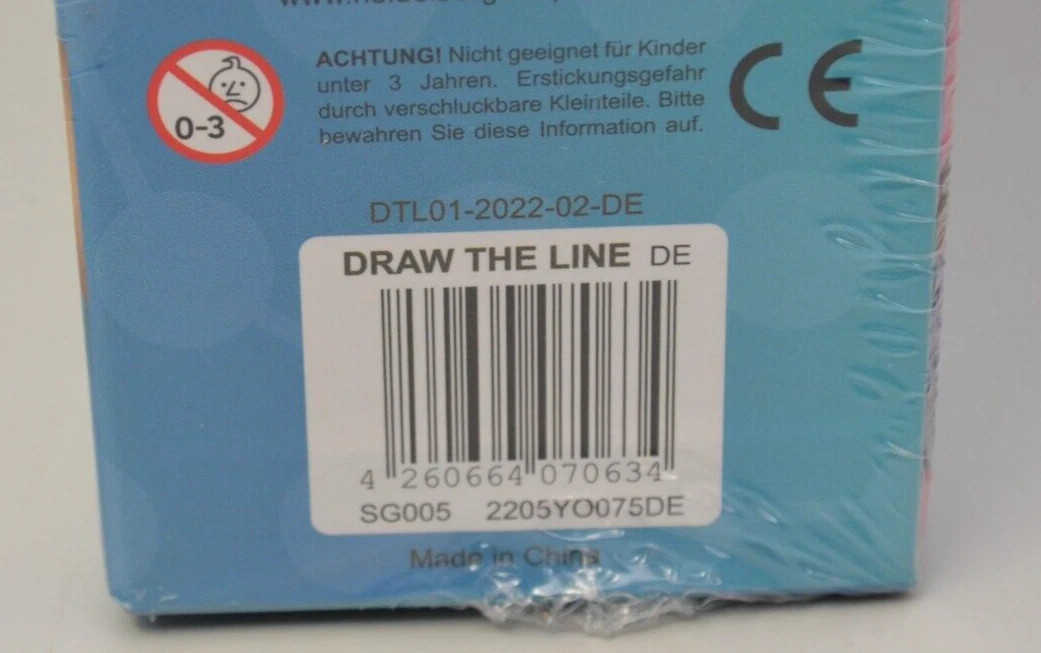 ACHTUNG! Nicht geeignet für Kinder
unter 3 Jahren. Erstickungsgefahr
durch verschluckbare Kleinteile. Bitte
bewahren Sie diese Information auf.
0-3
CE
DTL01-2022-02-DE
DRAW THE LINE DE
4 260664 070634
SG005 2205YO075DE
Made in China